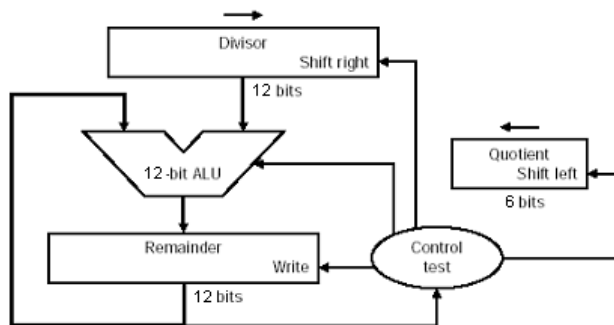 Divisor
Shift right
12 bits
12-bit ALU
Quotient
Shift left
6 bits
Remainder
Write
Control
test
12 bits